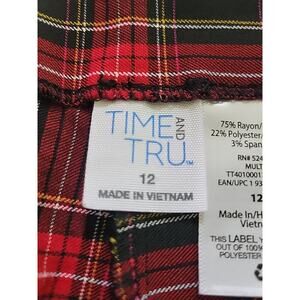 TIME AND
TRU™
12
MADE IN VIETNAM
75% Rayon/
22% Polyester/
3% Span
RN# 524
MULT
TT4010001
EAN/UPC 1 93
12
Made In/H
Vietn
THIS LABEL
OUT OF 100%
POLYESTER